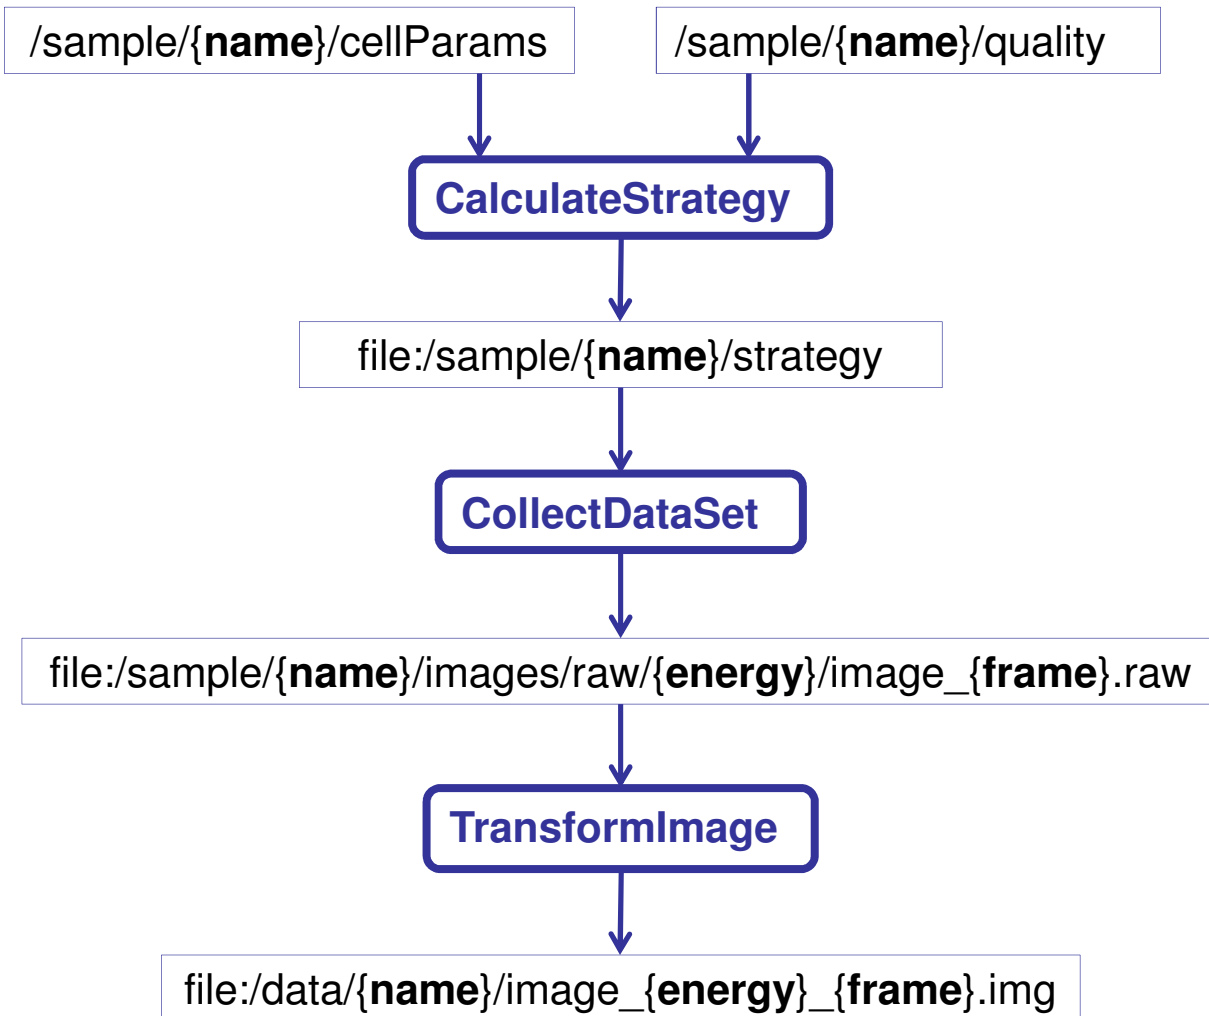 /sample/{name}/cellParams
/sample/{name}/quality
CalculateStrategy
file:/sample/{name}/strategy
CollectDataSet
file:/sample/{name}/images/raw/{energy}/image_{frame}.raw
TransformImage
file:/data/{name}/image_{energy}_{frame}.img